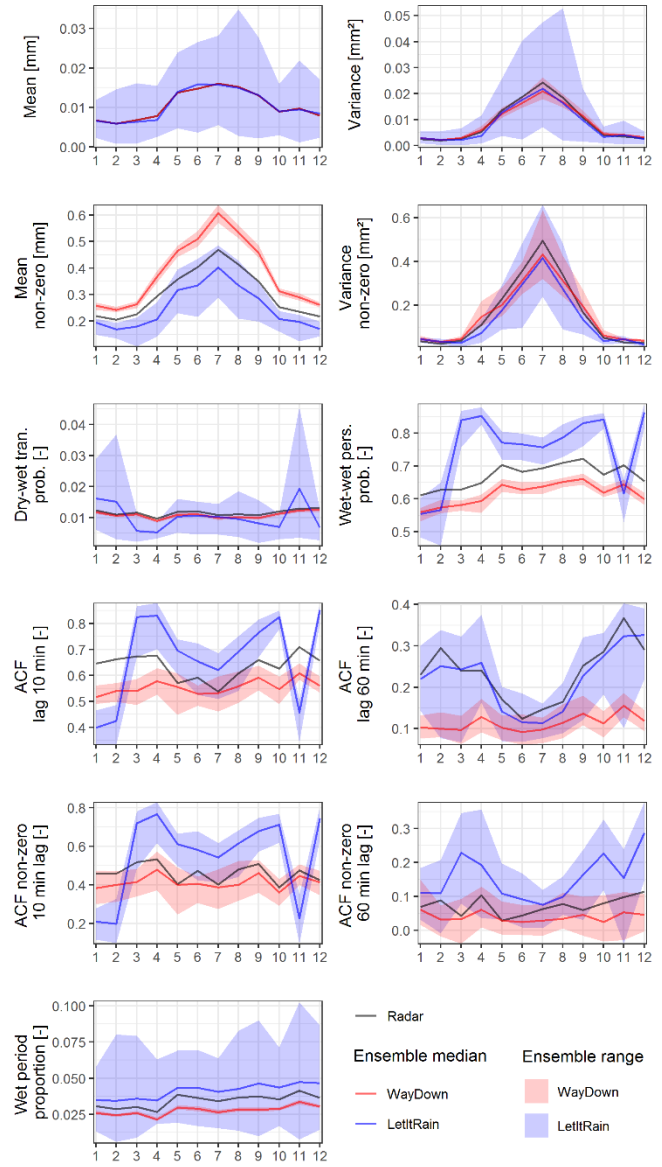 Mean [mm]
0.03
0.02
0.01
0.00
1 2 3 4 5 6 7 8 9 10 11 12
Variance [mm²]
0.05
0.04
0.03
0.02
0.01
0.00
1 2 3 4 5 6 7 8 9 10 11 12
Mean
non-zero [mm]
0.6
0.5
0.4
0.3
0.2
1 2 3 4 5 6 7 8 9 10 11 12
Variance
non-zero [mm²]
0.6
0.4
0.2
1 2 3 4 5 6 7 8 9 10 11 12
Dry-wet tran.
prob. [-]
0.04
0.03
0.02
0.01
1 2 3 4 5 6 7 8 9 10 11 12
Wet-wet pers.
prob. [-]
0.8
0.7
0.6
0.5
1 2 3 4 5 6 7 8 9 10 11 12
ACF
lag 10 min [-]
0.8
0.7
0.6
0.5
0.4
1 2 3 4 5 6 7 8 9 10 11 12
ACF
lag 60 min [-]
0.4
0.3
0.2
0.1
1 2 3 4 5 6 7 8 9 10 11 12
ACF non-zero
10 min lag [-]
0.8
0.6
0.4
0.2
1 2 3 4 5 6 7 8 9 10 11 12
ACF non-zero
60 min lag [-]
0.3
0.2
0.1
0.0
1 2 3 4 5 6 7 8 9 10 11 12
Wet period
proportion [-]
0.100
0.075
0.050
0.025
1 2 3 4 5 6 7 8 9 10 11 12
Radar
Ensemble median
WayDown
LetItRain
Ensemble range
WayDown
LetItRain